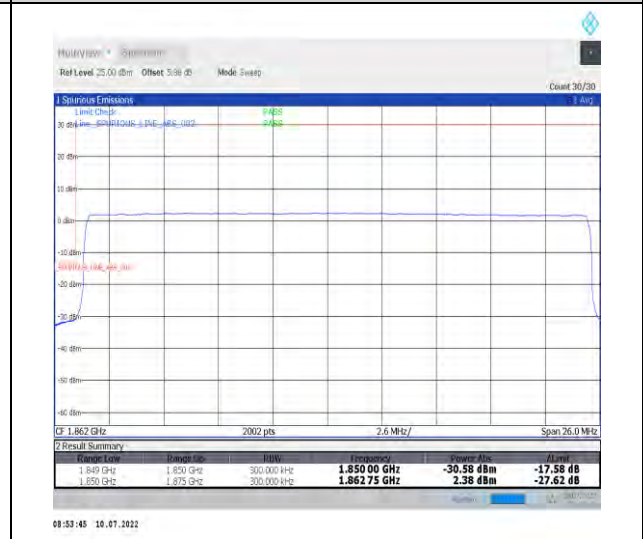 MultiView Spectrum
Ref Level 25.00 dBm Offset 5.98 dB Mode Sweep
Count 30/30
1 Spurious Emissions 1 Avg
Limit Check PASS
30 dBm Line _SPURIOUS_LINE_ABS_002 PASS
20 dBm
10 dBm
0 dBm
-10 dBm
-20 dBm
-30 dBm
-40 dBm
-50 dBm
-60 dBm
CF 1.862 GHz 2002 pts 2.6 MHz/ Span 26.0 MHz
2 Result Summary
Range Low Range Up RBW Frequency Power Abs ΔLimit
1.849 GHz 1.850 GHz 300.000 kHz 1.850 00 GHz -30.58 dBm -17.58 dB
1.850 GHz 1.875 GHz 300.000 kHz 1.862 75 GHz 2.38 dBm -27.62 dB
08:53:45 10.07.2022